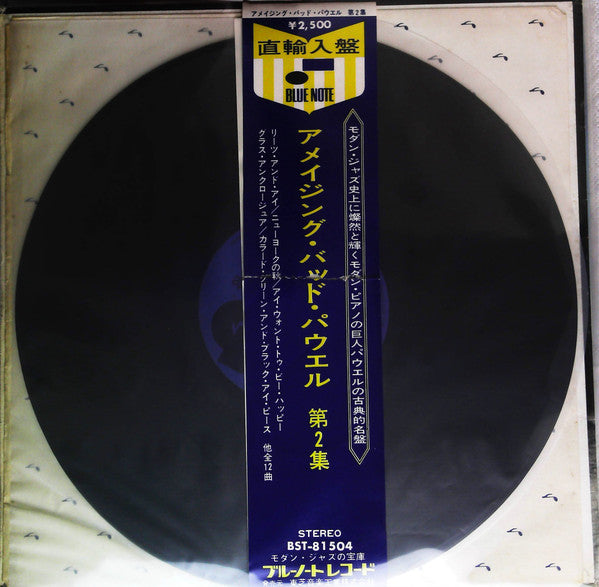 アメイジング・バッド・パウエル 第2集
¥2,500
直輸入盤
BLUE NOTE
モダン・ジャズ史上に燦然と輝くモダン・ピアノの巨人パウエルの古典的名盤
アメイジング・バッド・パウエル 第2集
リーツ・アンド・アイ/ニューヨークの秋/アイ・ウォント・トゥ・ビー・ハッピー
グラス・アンクロージュア/カラード・グリーン・アンド・ブラック・アイ・ピース 他全12曲
STEREO
BST-81504
モダン・ジャズの宝庫
ブルーノートレコード